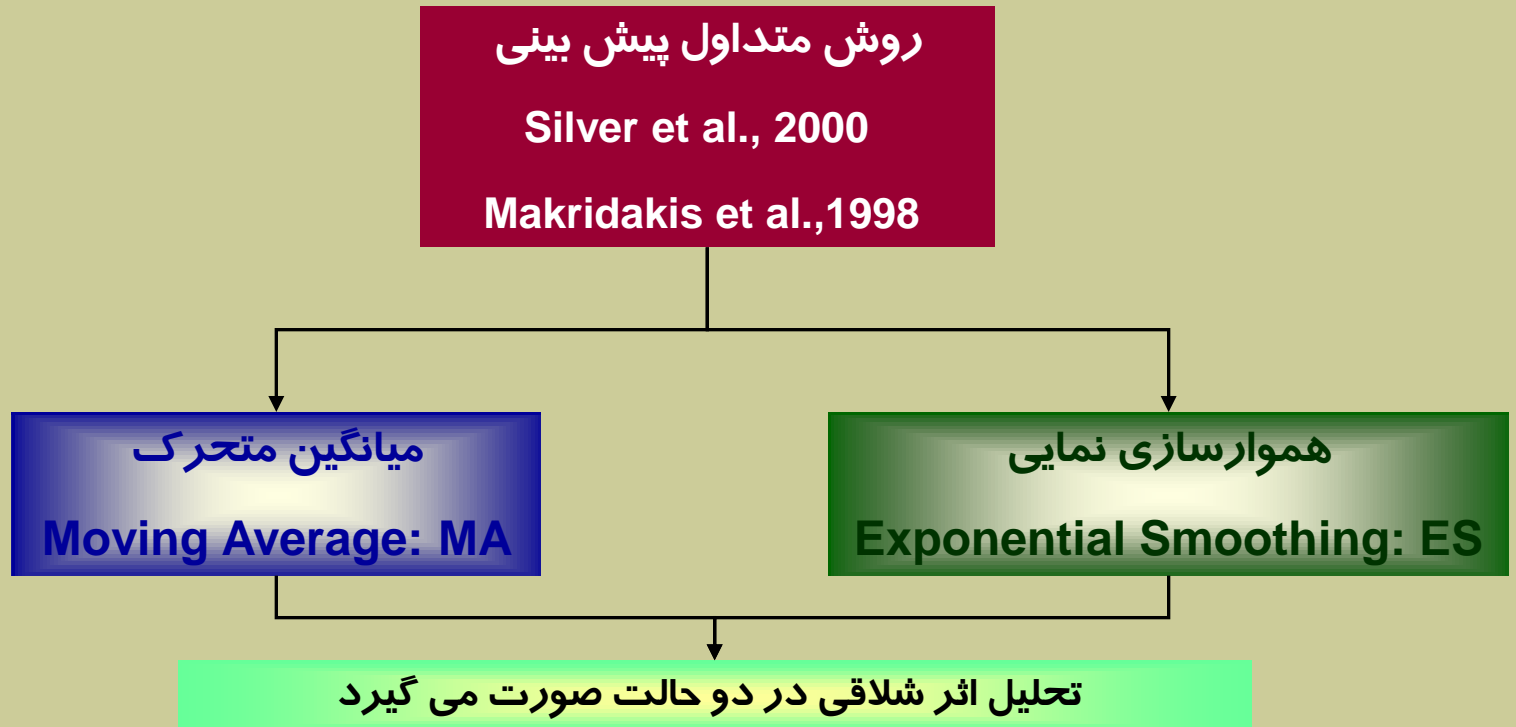 روش متداول پیش بینی
Silver et al., 2000
Makridakis et al.,1998
میانگین متحرک
Moving Average: MA
هموارسازی نمایی
Exponential Smoothing: ES
تحلیل اثر شلاقی در دو حالت صورت می گیرد